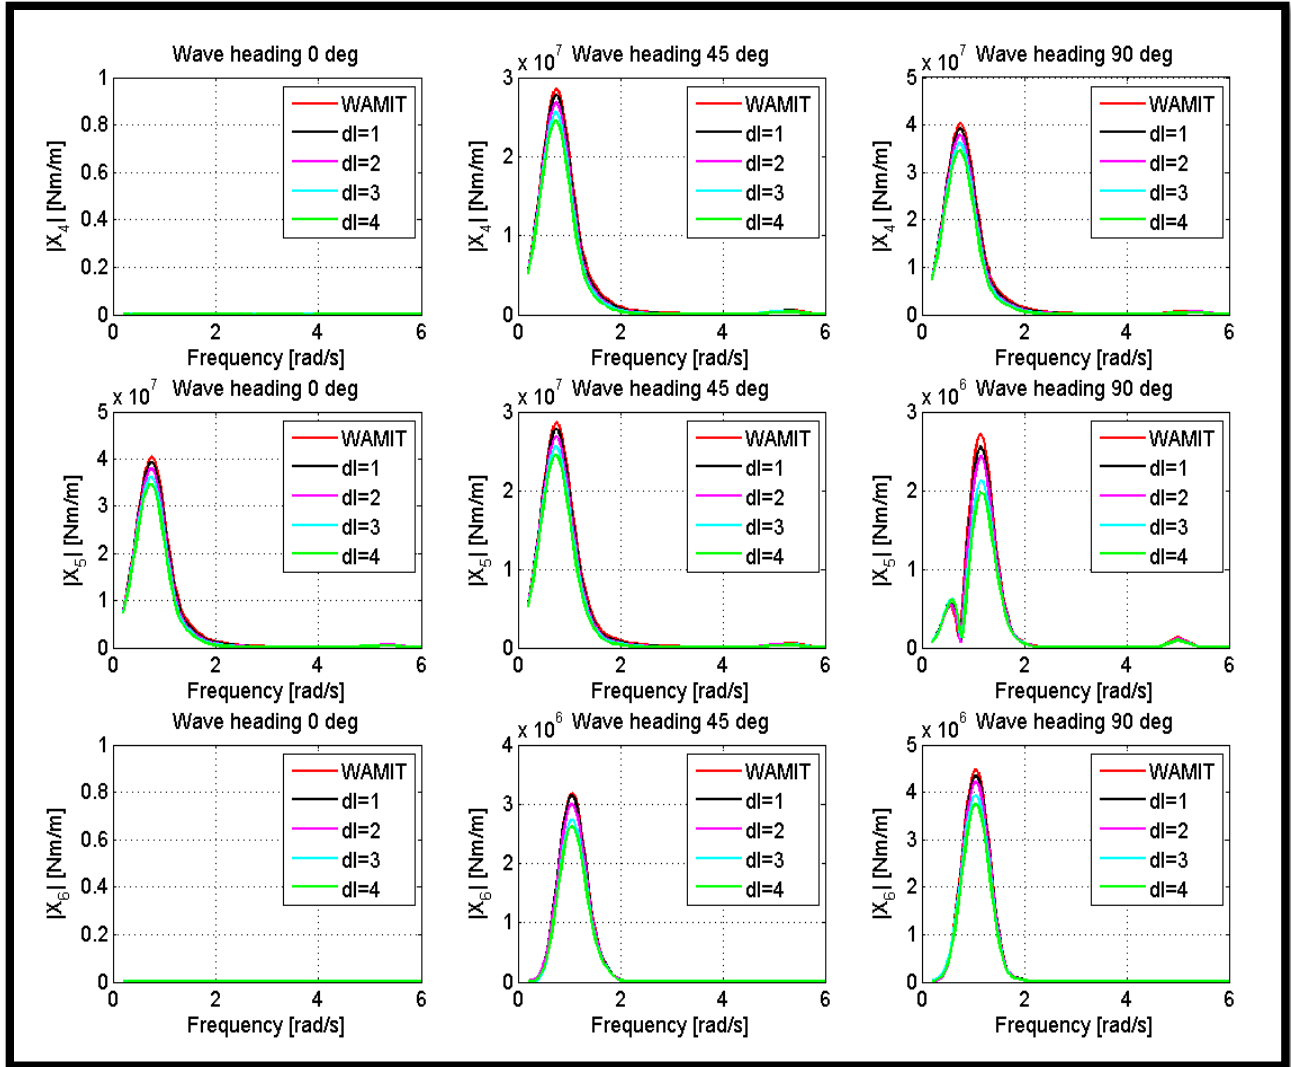 Wave heading 0 deg
1
0.8
0.6
0.4
0.2
0
|X4| [Nm/m]
WAMIT
dl=1
dl=2
dl=3
dl=4
0 2 4 6
Frequency [rad/s]
x 10^7 Wave heading 45 deg
3
2
1
0
|X4| [Nm/m]
WAMIT
dl=1
dl=2
dl=3
dl=4
0 2 4 6
Frequency [rad/s]
x 10^7 Wave heading 90 deg
5
4
3
2
1
0
|X4| [Nm/m]
WAMIT
dl=1
dl=2
dl=3
dl=4
0 2 4 6
Frequency [rad/s]
x 10^7 Wave heading 0 deg
5
4
3
2
1
0
|X5| [Nm/m]
WAMIT
dl=1
dl=2
dl=3
dl=4
0 2 4 6
Frequency [rad/s]
x 10^7 Wave heading 45 deg
3
2
1
0
|X5| [Nm/m]
WAMIT
dl=1
dl=2
dl=3
dl=4
0 2 4 6
Frequency [rad/s]
x 10^6 Wave heading 90 deg
3
2
1
0
|X5| [Nm/m]
WAMIT
dl=1
dl=2
dl=3
dl=4
0 2 4 6
Frequency [rad/s]
Wave heading 0 deg
1
0.8
0.6
0.4
0.2
0
|X6| [Nm/m]
WAMIT
dl=1
dl=2
dl=3
dl=4
0 2 4 6
Frequency [rad/s]
x 10^6 Wave heading 45 deg
4
3
2
1
0
|X6| [Nm/m]
WAMIT
dl=1
dl=2
dl=3
dl=4
0 2 4 6
Frequency [rad/s]
x 10^6 Wave heading 90 deg
5
4
3
2
1
0
|X6| [Nm/m]
WAMIT
dl=1
dl=2
dl=3
dl=4
0 2 4 6
Frequency [rad/s]